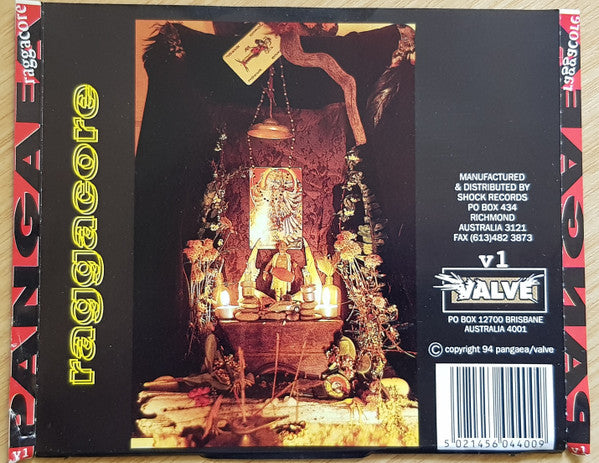 raggacore
PANGAEA
v1
raggacore
MANUFACTURED
& DISTRIBUTED BY
SHOCK RECORDS
PO BOX 434
RICHMOND
AUSTRALIA 3121
FAX (613)482 3873
v1
VALVE
PO BOX 12700 BRISBANE
AUSTRALIA 4001
© copyright 94 pangaea/valve
5 021456 044009
raggacore
PANGAEA
v1